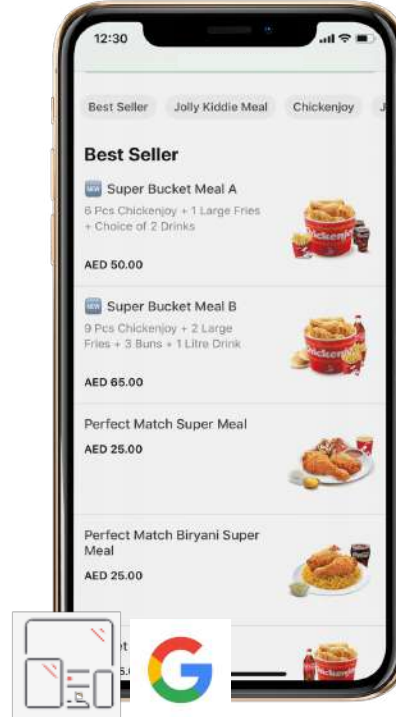 12:30
Best Seller
Jolly Kiddie Meal
Chickenjoy
J
Best Seller
NEW Super Bucket Meal A
6 Pcs Chickenjoy + 1 Large Fries
+ Choice of 2 Drinks
AED 50.00
NEW Super Bucket Meal B
9 Pcs Chickenjoy + 2 Large
Fries + 3 Buns + 1 Litre Drink
AED 65.00
Perfect Match Super Meal
AED 25.00
Perfect Match Biryani Super
Meal
AED 25.00